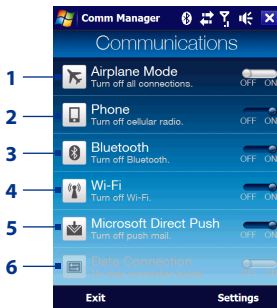 Comm Manager
Communications
1 Airplane Mode
Turn off all connections.
OFF ON
2 Phone
Turn off cellular radio.
OFF ON
3 Bluetooth
Turn off Bluetooth.
OFF ON
4 Wi-Fi
Turn off Wi-Fi.
OFF ON
5 Microsoft Direct Push
Turn off push mail.
OFF ON
6 Data Connection
OFF ON
Exit Settings